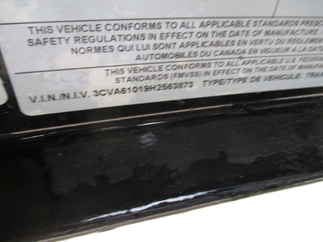 THIS VEHICLE CONFORMS TO ALL APPLICABLE STANDARDS
SAFETY REGULATIONS IN EFFECT ON THE DATE OF MANUFACTURE
NORMES QUI LUI SONT APPLICABLES EN VERTU DU RÈGLEMENT
AUTOMOBILES DU CANADA EN VIGUEUR À LA DATE
THIS VEHICLE CONFORMS TO ALL APPLICABLE
STANDARDS (FMVSS) IN EFFECT ON THE DATE OF
V.I.N./N.I.V. 3CVA61019H2563873 TYPE/TYPE DE VEHICULE: